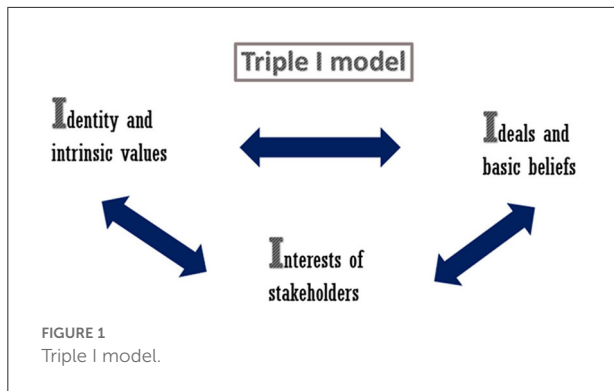 Triple I model
Identity and
intrinsic values
Ideals and
basic beliefs
Interests of
stakeholders
FIGURE 1
Triple I model.